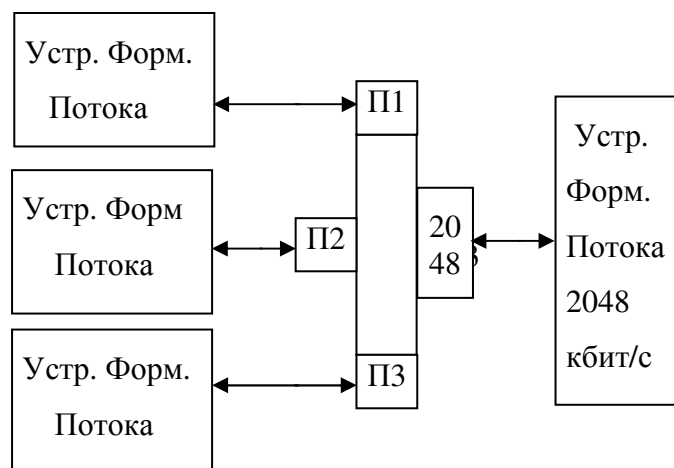 Устр. Форм.
Потока
П1
Устр. Форм
Потока
П2
Устр. Форм.
Потока
П3
20
48
Устр.
Форм.
Потока
2048
кбит/с